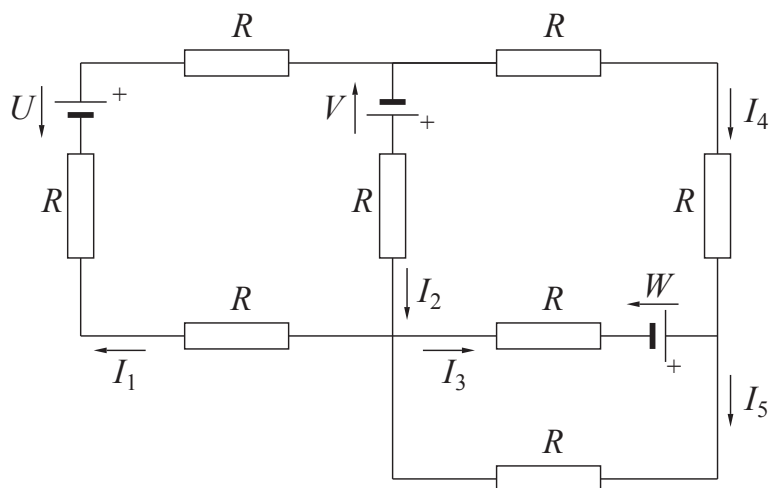 R R
U + V + I₄
R R R
R I₂ R W
I₁ I₃ + I₅
R